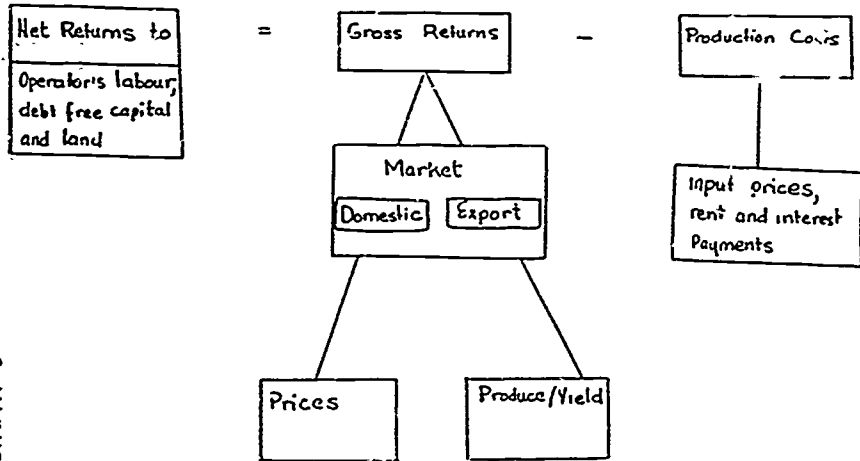 Net Returns to
=
Gross Returns
-
Production Costs
Operator's labour,
debt free capital
and land
Market
Domestic
Export
Input prices,
rent and interest
Payments
Prices
Produce/Yield